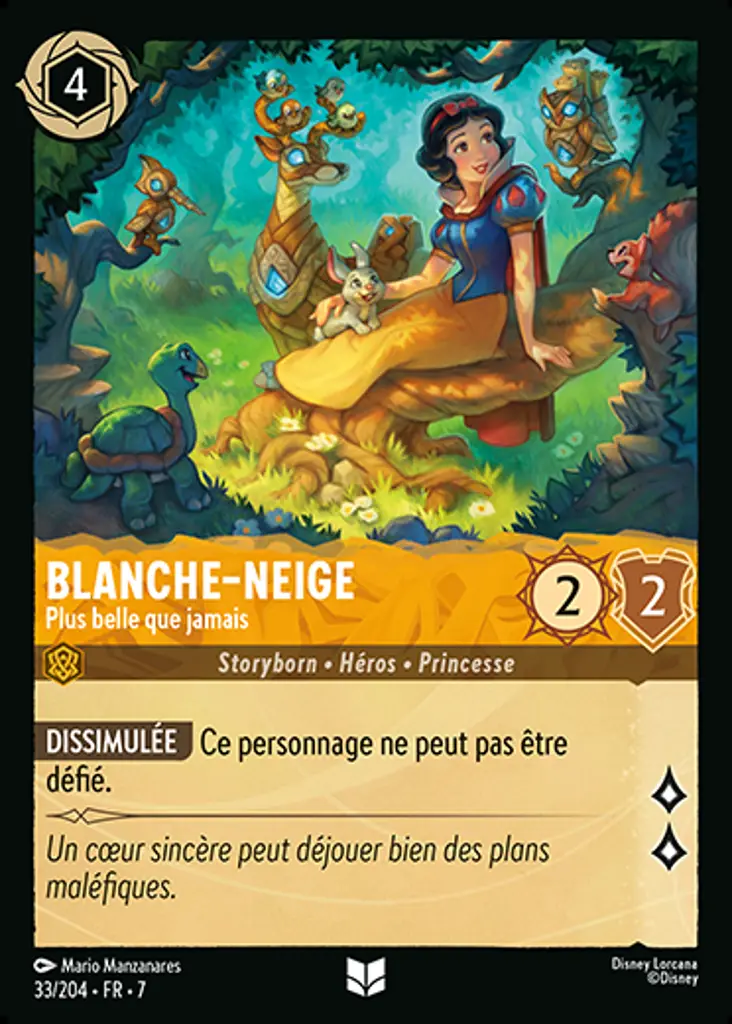 4
BLANCHE-NEIGE
Plus belle que jamais
2
2
Storyborn • Héros • Princesse
DISSIMULÉE Ce personnage ne peut pas être
défié.
Un cœur sincère peut déjouer bien des plans
maléfiques.
Mario Manzanares
33/204 • FR • 7
Disney Lorcana
©Disney